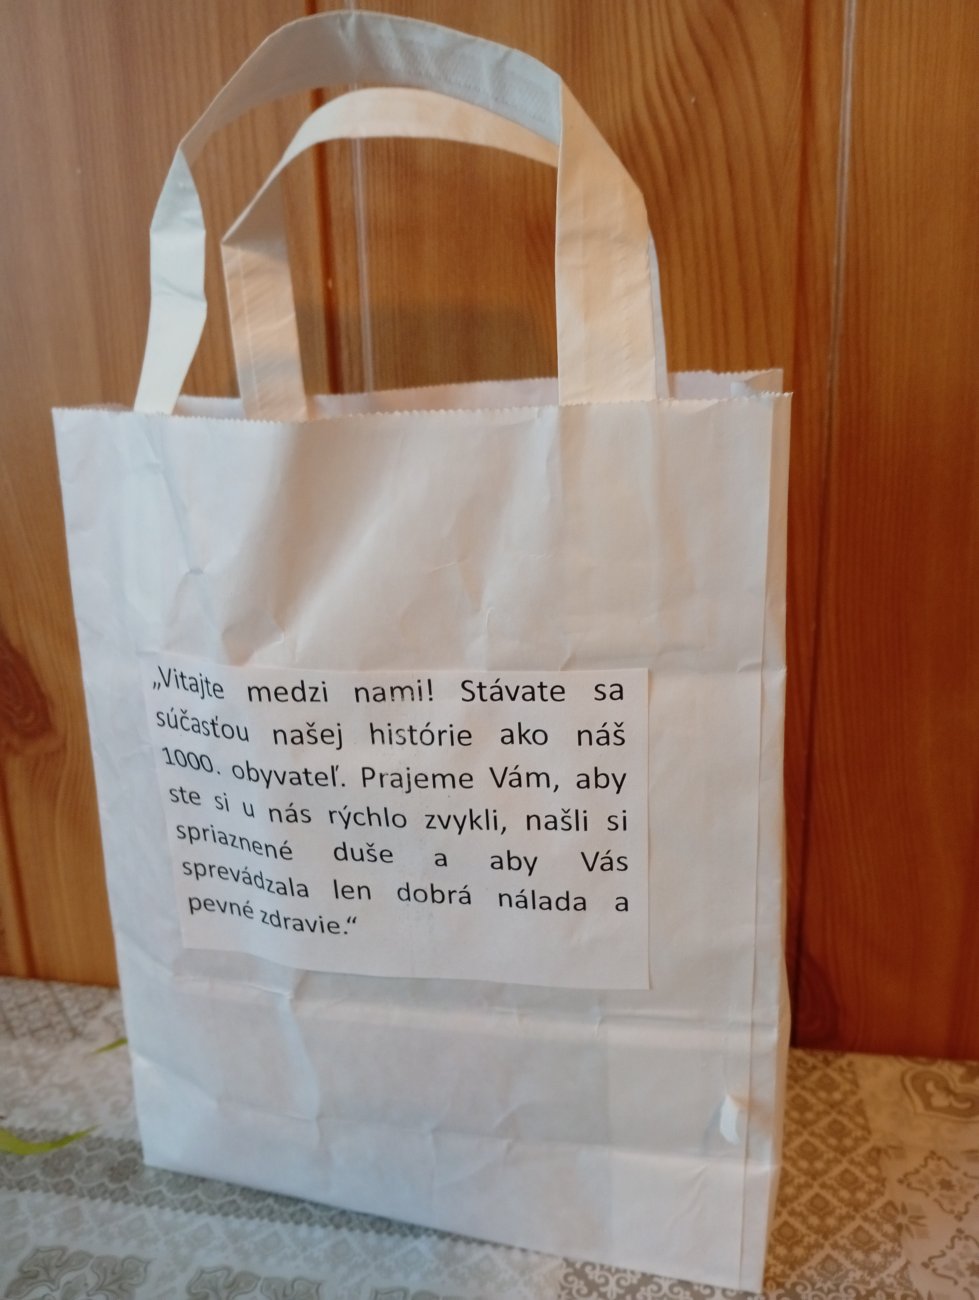 „Vitajte medzi nami! Stávate sa
súčasťou našej histórie ako náš
1000. obyvateľ. Prajeme Vám, aby
ste si u nás rýchlo zvykli, našli si
spriaznené duše a aby Vás
sprevádzala len dobrá nálada a
pevné zdravie.“